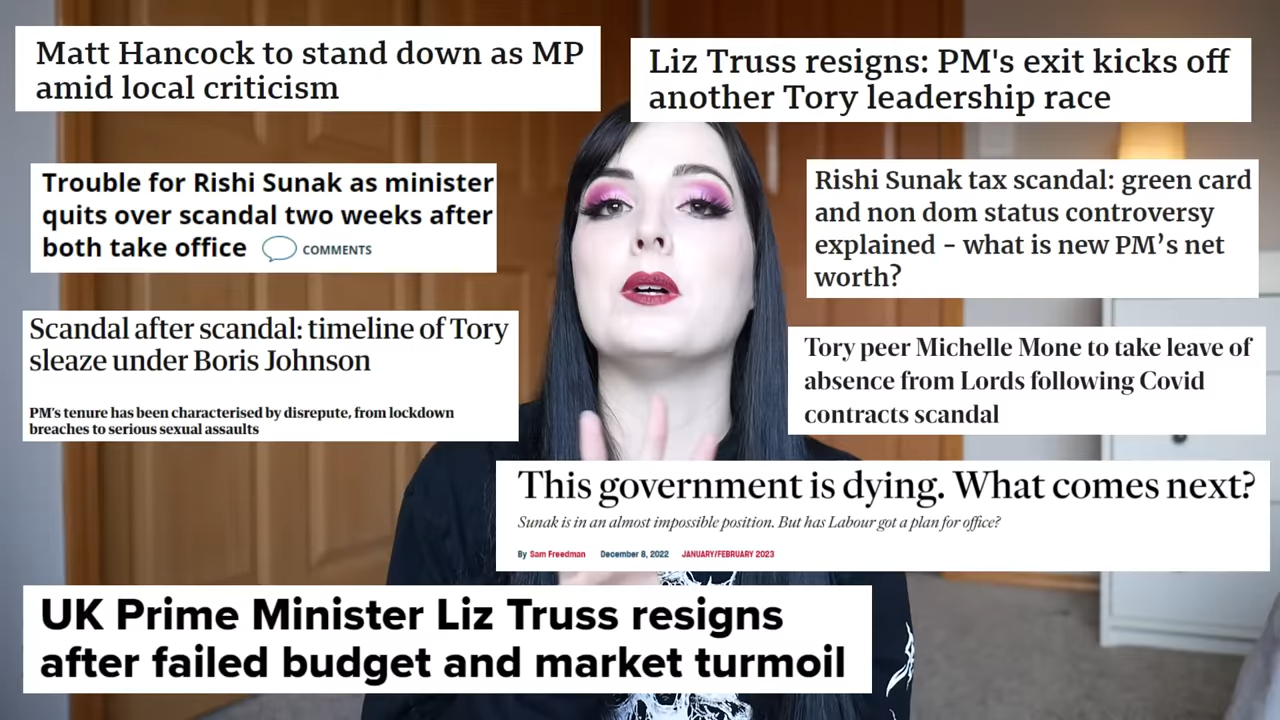 Matt Hancock to stand down as MP
amid local criticism
Liz Truss resigns: PM's exit kicks off
another Tory leadership race
Trouble for Rishi Sunak as minister
quits over scandal two weeks after
both take office COMMENTS
Rishi Sunak tax scandal: green card
and non dom status controversy
explained – what is new PM’s net
worth?
Scandal after scandal: timeline of Tory
sleaze under Boris Johnson
PM’s tenure has been characterised by disrepute, from lockdown
breaches to serious sexual assaults
Tory peer Michelle Mone to take leave of
absence from Lords following Covid
contracts scandal
This government is dying. What comes next?
Sunak is in an almost impossible position. But has Labour got a plan for office?
By Sam Freedman December 8, 2022 JANUARY/FEBRUARY 2023
UK Prime Minister Liz Truss resigns
after failed budget and market turmoil